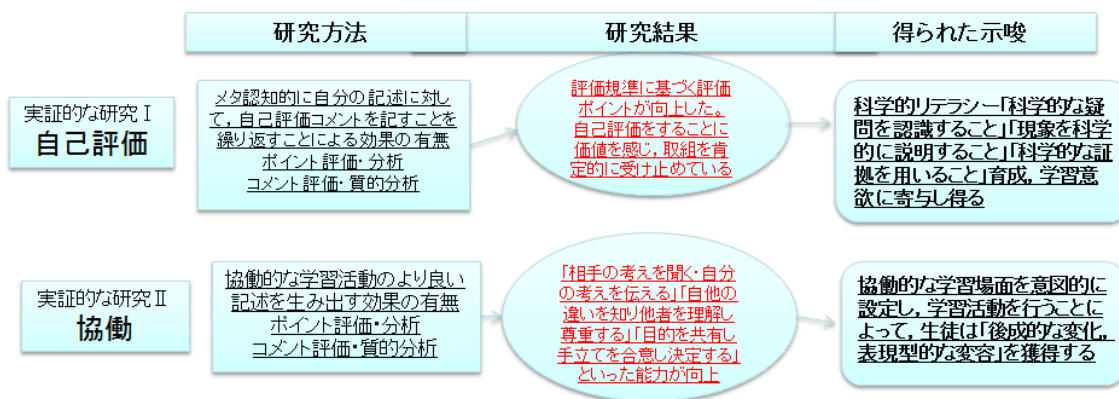 研究方法
研究結果
得られた示唆
実証的な研究Ⅰ
自己評価
メタ認知的に自分の記述に対し
て，自己評価コメントを記すことを
繰り返すことによる効果の有無
ポイント評価・分析
コメント評価・質的分析
評価規準に基づく評価
ポイントが向上した。
自己評価をすることに
価値を感じ，取組を肯
定的に受け止めている
科学的リテラシー「科学的な疑
問を認識すること」「現象を科学
的に説明すること」「科学的な証
拠を用いること」育成，学習意
欲に寄与し得る
実証的な研究Ⅱ
協働
協働的な学習活動のより良い
記述を生み出す効果の有無
ポイント評価・分析
コメント評価・質的分析
「相手の考えを聞く・自分
の考えを伝える」「自他の
違いを知り他者を理解し
尊重する」「目的を共有し
手立てを合意し決定する」
といった能力が向上
協働的な学習場面を意図的に
設定し，学習活動を行うことに
よって，生徒は「後成的な変化，
表現型的な変容」を獲得する